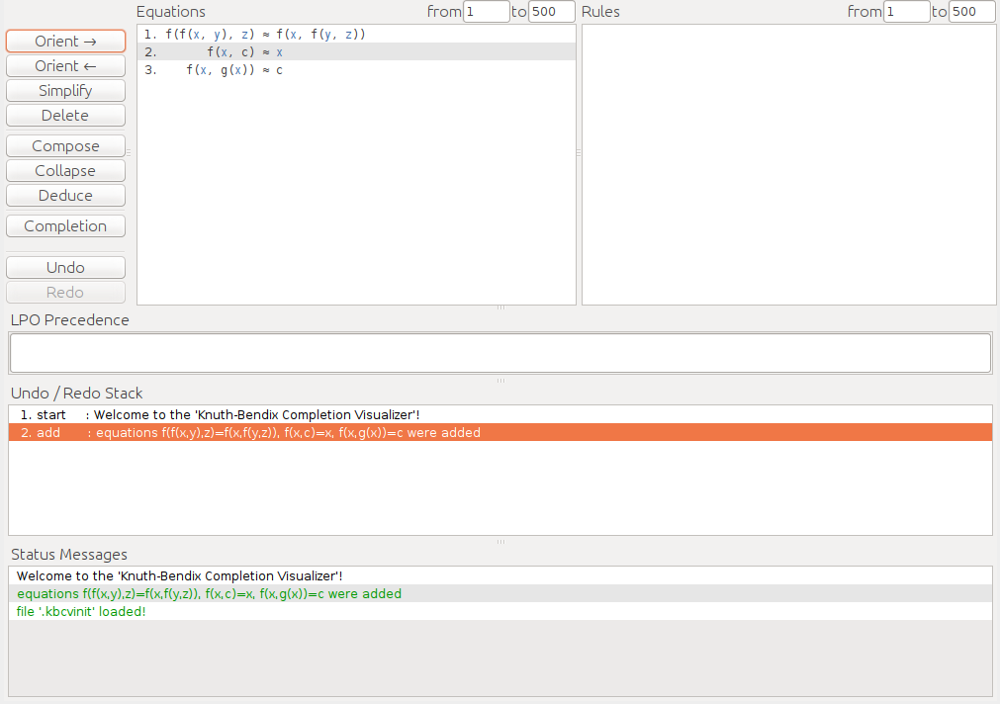 Equations from 1 to 500 Rules from 1 to 500
Orient →
Orient ←
Simplify
Delete
Compose
Collapse
Deduce
Completion
Undo
Redo
1. f(f(x, y), z) ≈ f(x, f(y, z))
2. f(x, c) ≈ x
3. f(x, g(x)) ≈ c
LPO Precedence
Undo / Redo Stack
1. start : Welcome to the 'Knuth-Bendix Completion Visualizer'!
2. add : equations f(f(x,y),z)=f(x,f(y,z)), f(x,c)=x, f(x,g(x))=c were added
Status Messages
Welcome to the 'Knuth-Bendix Completion Visualizer'!
equations f(f(x,y),z)=f(x,f(y,z)), f(x,c)=x, f(x,g(x))=c were added
file '.kbcvinit' loaded!